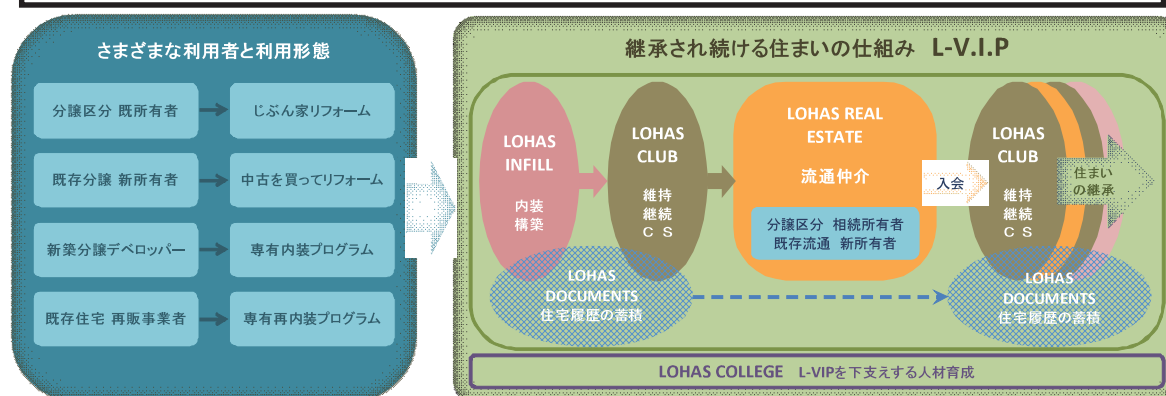 さまざまな利用者と利用形態
分譲区分 既所有者
じぶん家リフォーム
既存分譲 新所有者
中古を買ってリフォーム
新築分譲デベロッパー
専有内装プログラム
既存住宅 再販事業者
専有再内装プログラム
継承され続ける住まいの仕組み L-V.I.P
LOHAS
INFILL
内装
構築
LOHAS
CLUB
維持
継続
CS
LOHAS REAL
ESTATE
流通仲介
分譲区分 相続所有者
既存流通 新所有者
入会
LOHAS
CLUB
維持
継続
CS
住まい
の継承
LOHAS
DOCUMENTS
住宅履歴の蓄積
LOHAS
DOCUMENTS
住宅履歴の蓄積
LOHAS COLLEGE L-VIPを下支えする人材育成